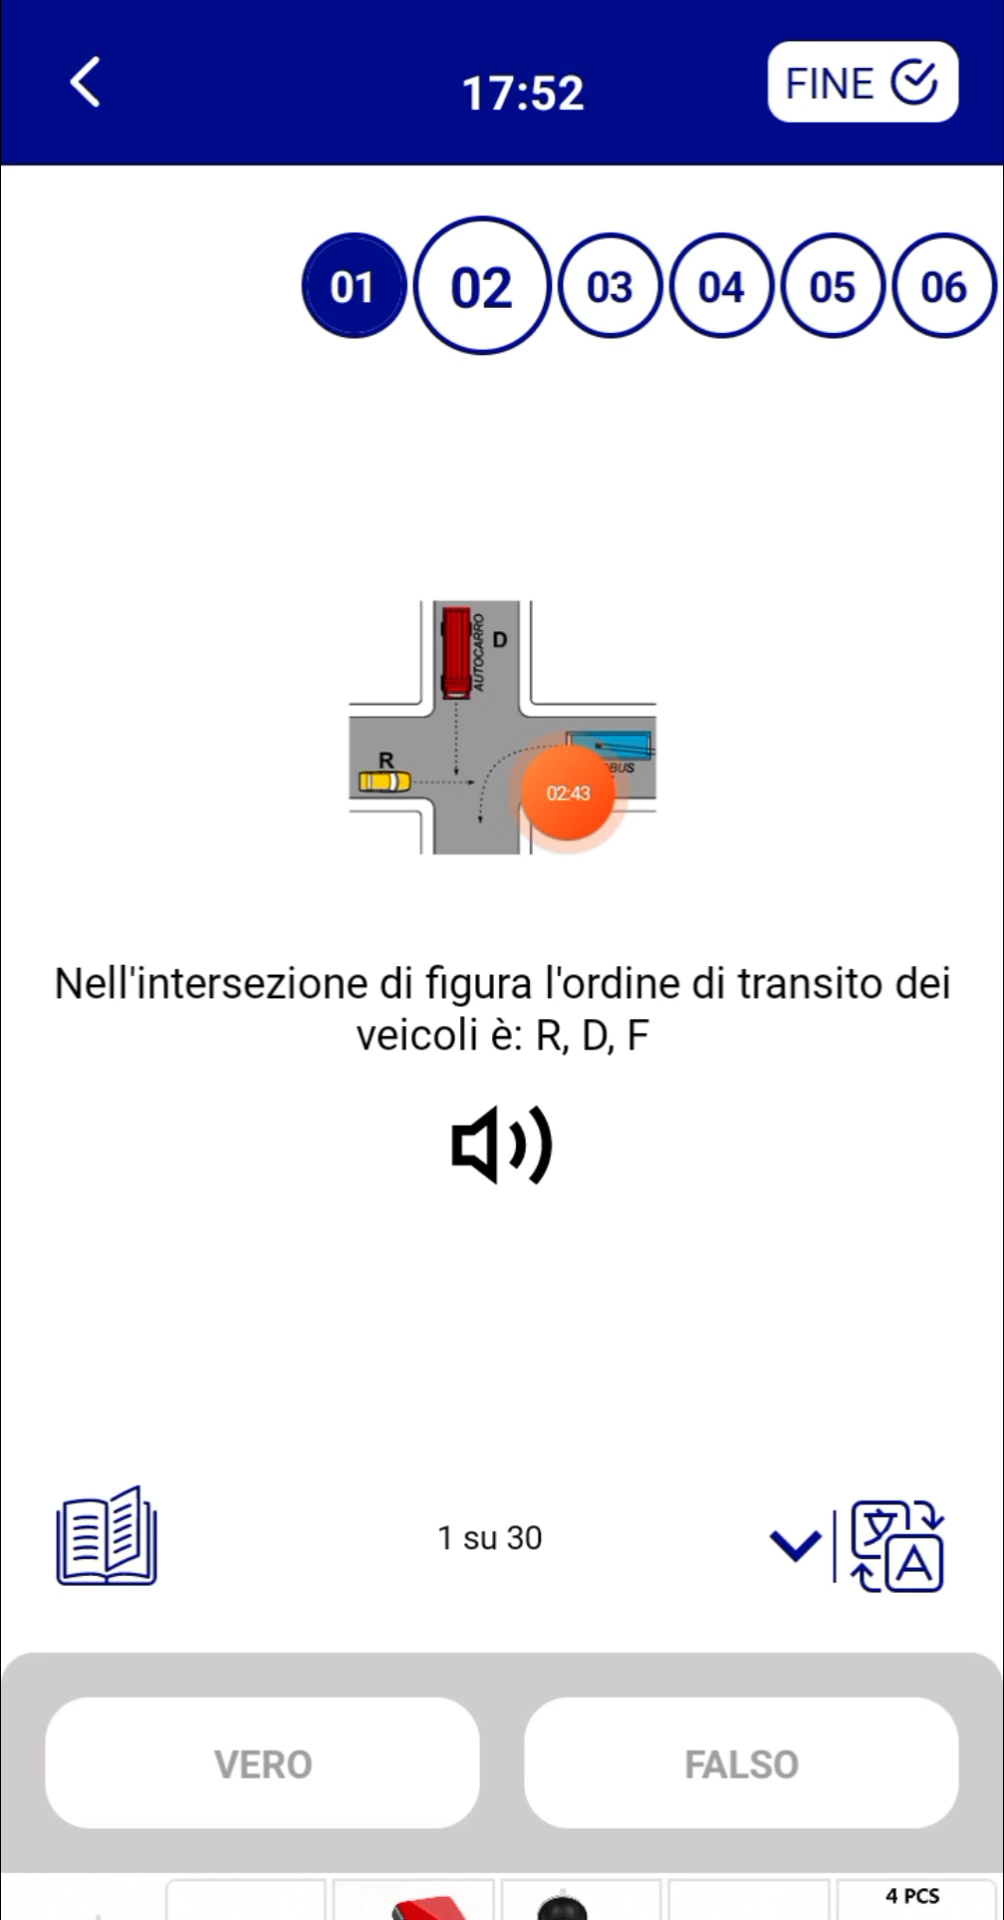 17:52
FINE
01 02 03 04 05 06
AUTOCARRO
D
R
02:43
Nell'intersezione di figura l'ordine di transito dei
veicoli è: R, D, F
1 su 30
文 A
VERO
FALSO
4 PCS